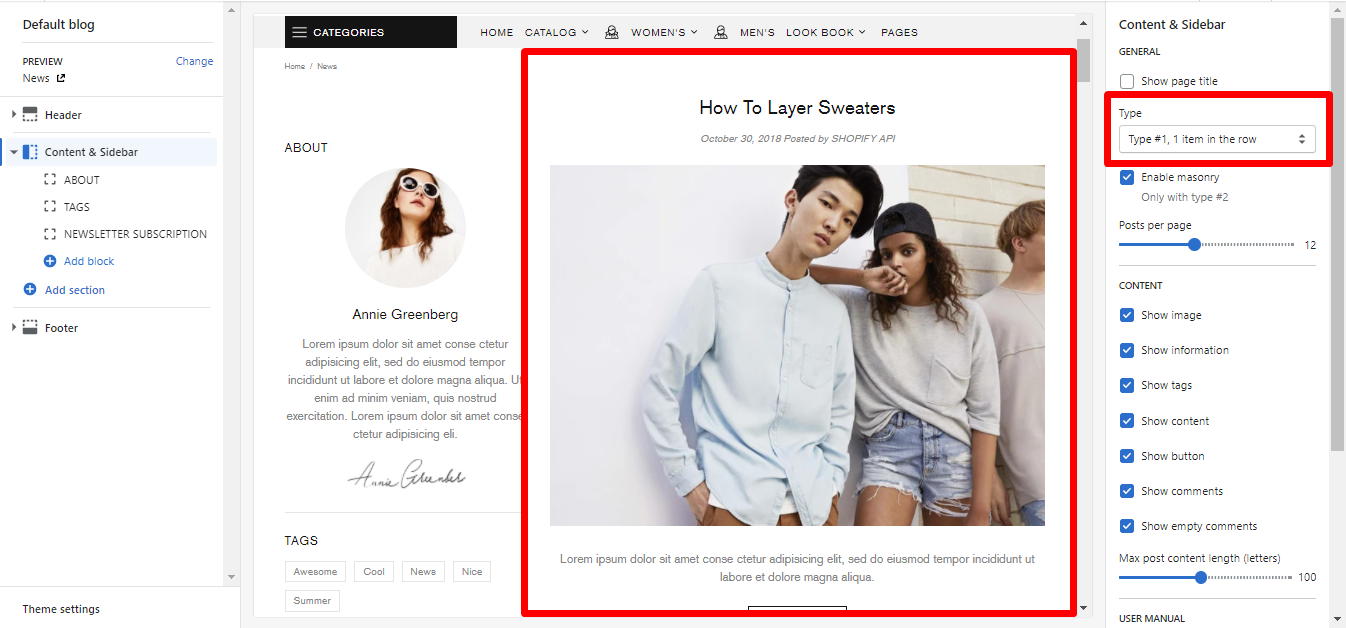 Default blog
PREVIEW
Change
News
Header
Content & Sidebar
ABOUT
TAGS
NEWSLETTER SUBSCRIPTION
Add block
Add section
Footer
Theme settings
CATEGORIES
HOME CATALOG WOMEN'S MEN'S LOOK BOOK PAGES
Home / News
ABOUT
Annie Greenberg
Lorem ipsum dolor sit amet conse ctetur
adipisicing elit, sed do eiusmod tempor
incididunt ut labore et dolore magna aliqua. Ut
enim ad minim veniam, quis nostrud
exercitation. Lorem ipsum dolor sit amet conse
ctetur adipisicing eli.
Annie Greenber
TAGS
Awesome Cool News Nice
Summer
How To Layer Sweaters
October 30, 2018 Posted by SHOPIFY API
Lorem ipsum dolor sit amet conse ctetur adipisicing elit, sed do eiusmod tempor incididunt ut
labore et dolore magna aliqua.
Content & Sidebar
GENERAL
Show page title
Type
Type #1, 1 item in the row
Enable masonry
Only with type #2
Posts per page
12
CONTENT
Show image
Show information
Show tags
Show content
Show button
Show comments
Show empty comments
Max post content length (letters)
100
USER MANUAL